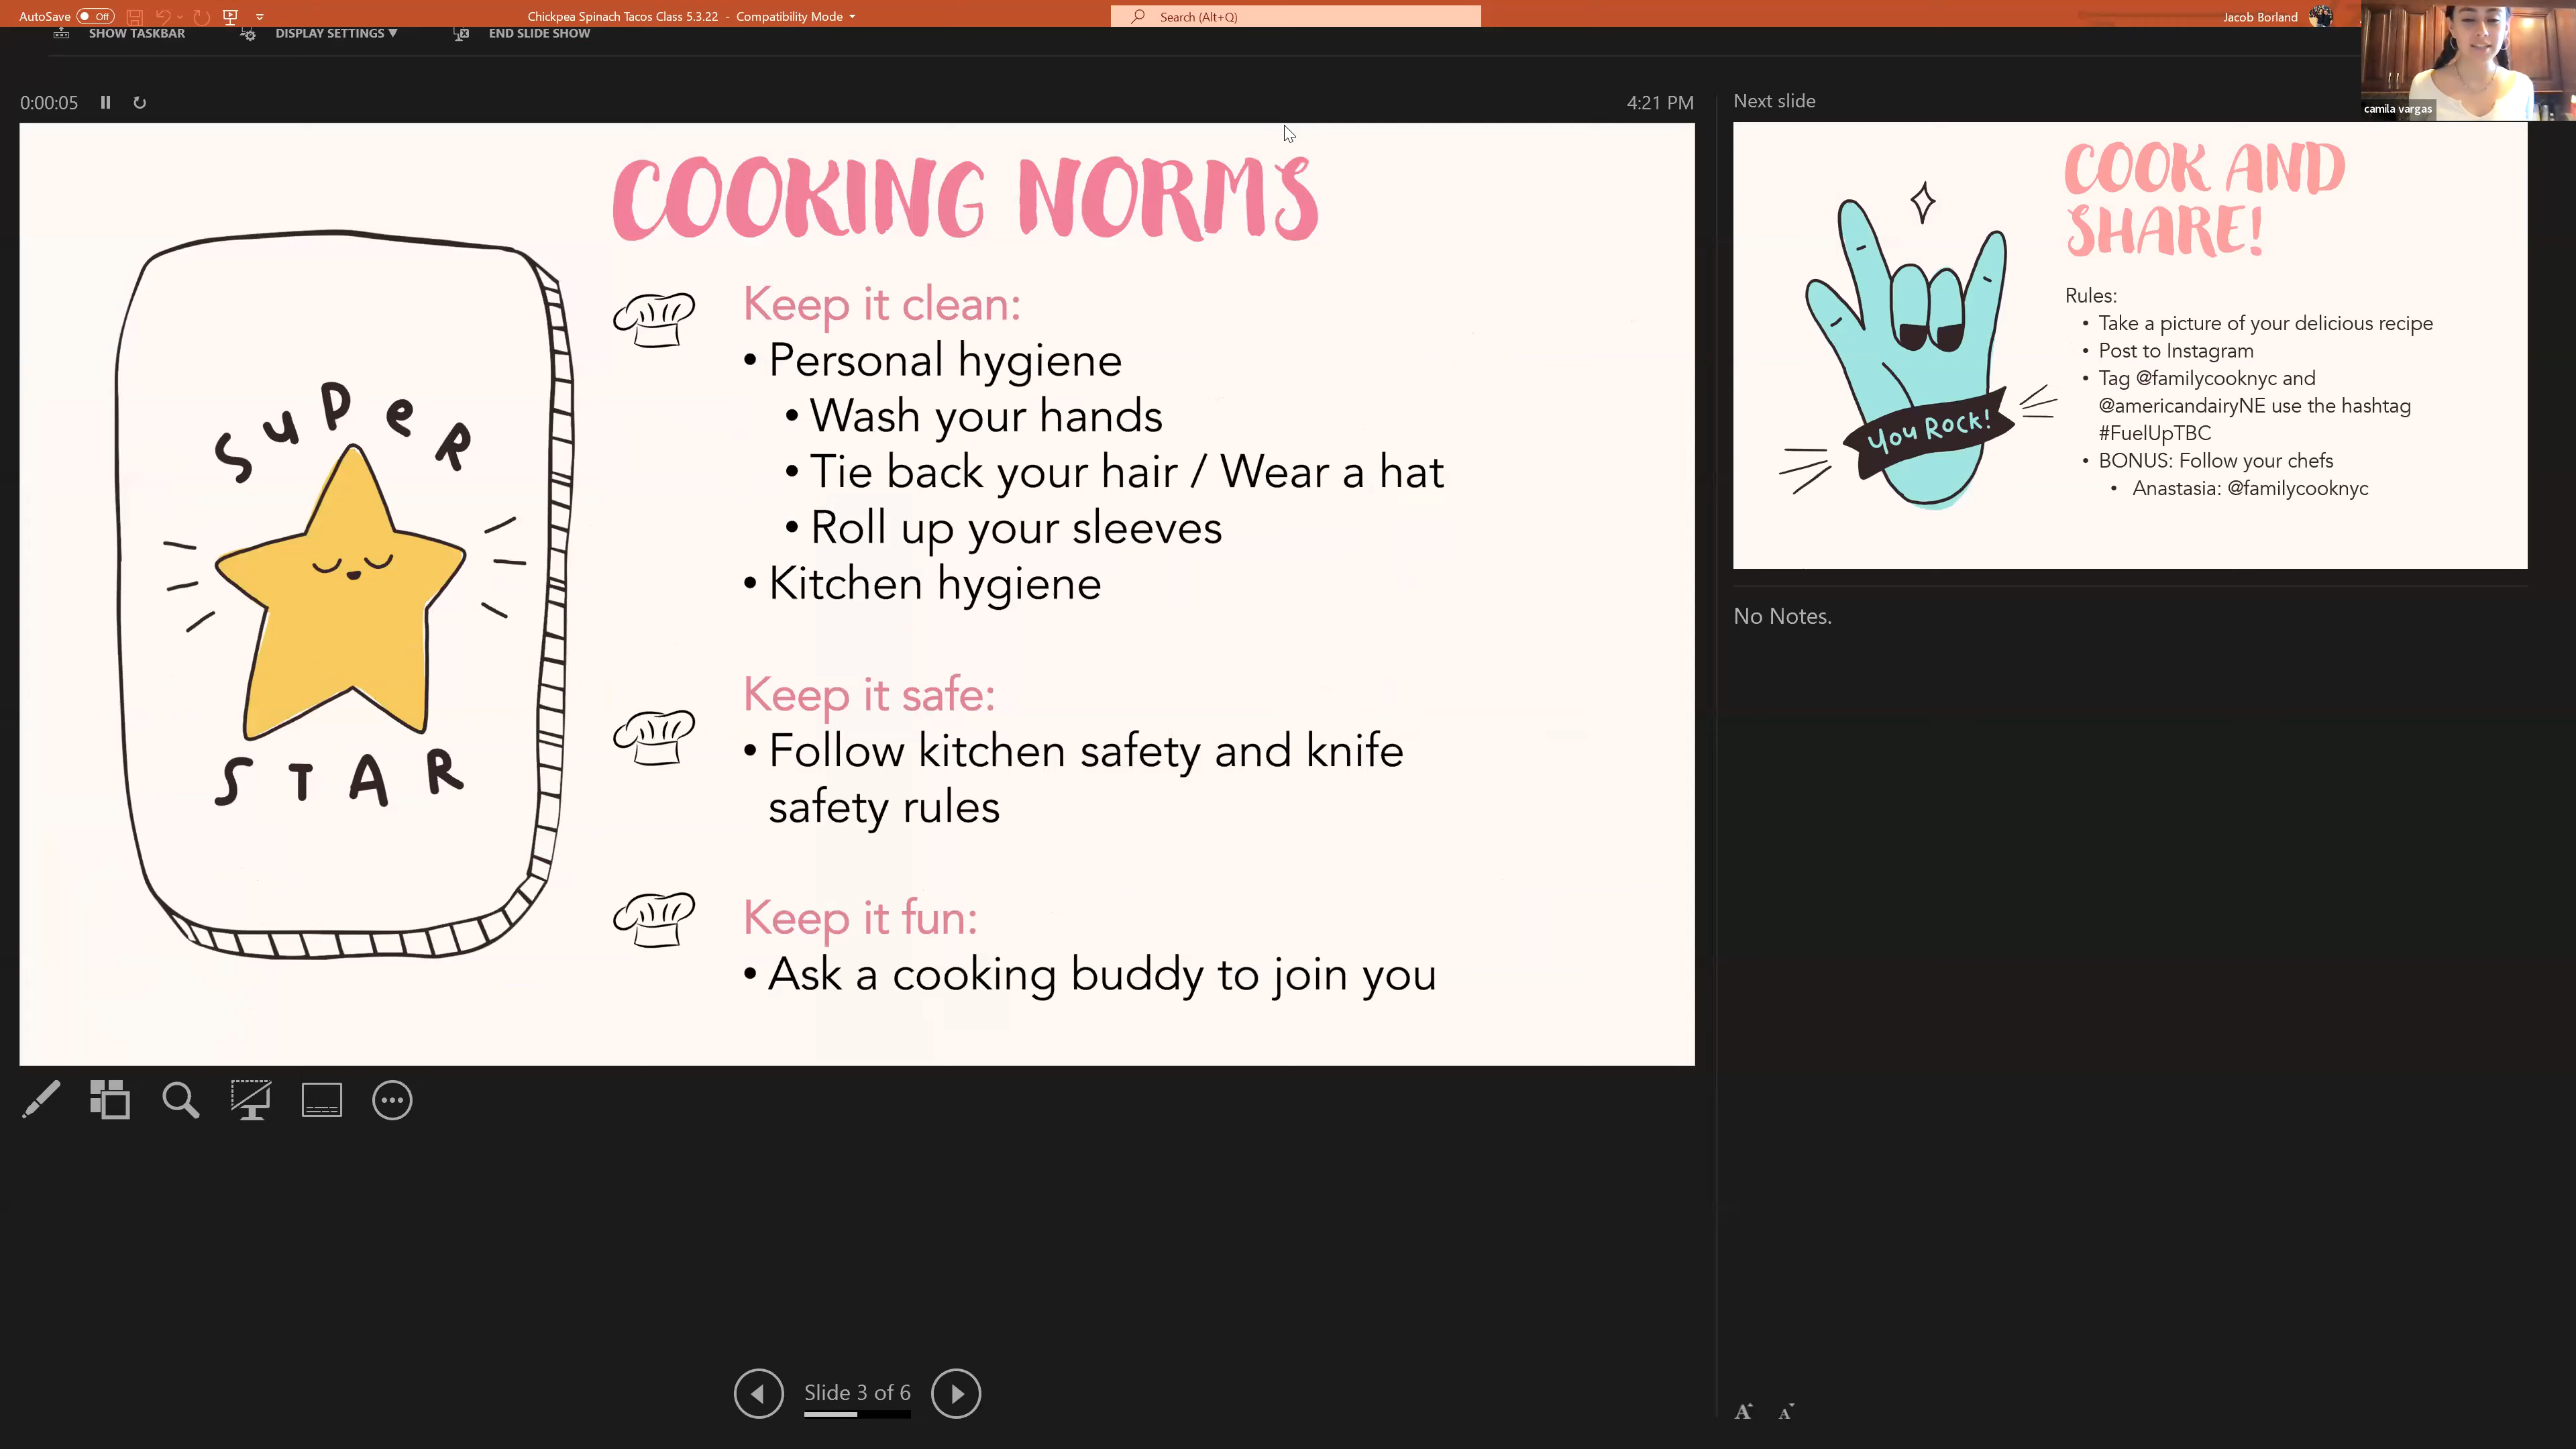 AutoSave Off
Chickpea Spinach Tacos Class 5.3.22 - Compatibility Mode
Search (Alt+Q)
Jacob Borland
SHOW TASKBAR
DISPLAY SETTINGS
END SLIDE SHOW
camila vargas
0:00:05
4:21 PM
SUPER
STAR
COOKING NORMS
Keep it clean:
• Personal hygiene
• Wash your hands
• Tie back your hair / Wear a hat
• Roll up your sleeves
• Kitchen hygiene
Keep it safe:
• Follow kitchen safety and knife
safety rules
Keep it fun:
• Ask a cooking buddy to join you
Next slide
You Rock!
COOK AND
SHARE!
Rules:
• Take a picture of your delicious recipe
• Post to Instagram
• Tag @familycooknyc and
@americandairyNE use the hashtag
#FuelUpTBC
• BONUS: Follow your chefs
• Anastasia: @familycooknyc
No Notes.
Slide 3 of 6
A A